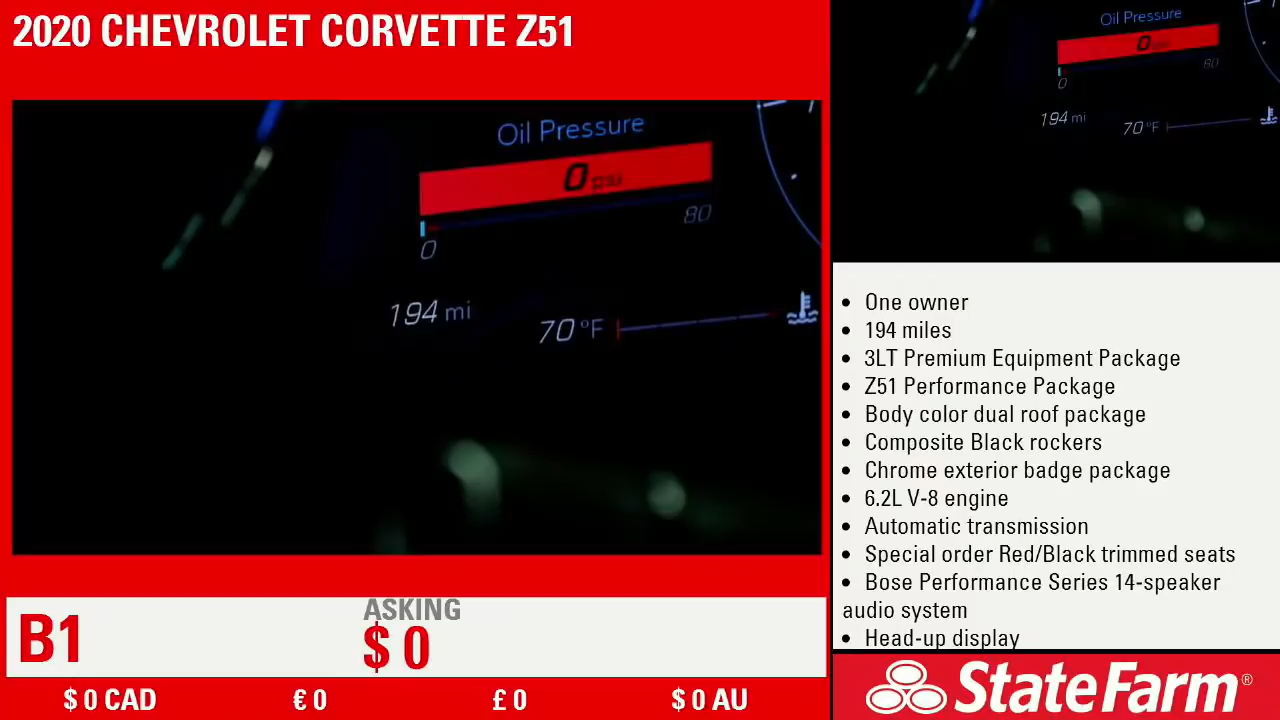 2020 CHEVROLET CORVETTE Z51
Oil Pressure
0 psi
0
80
194 mi
70 °F
Oil Pressure
0
80
0
194 mi
70 °F
• One owner
• 194 miles
• 3LT Premium Equipment Package
• Z51 Performance Package
• Body color dual roof package
• Composite Black rockers
• Chrome exterior badge package
• 6.2L V-8 engine
• Automatic transmission
• Special order Red/Black trimmed seats
• Bose Performance Series 14-speaker
audio system
• Head-up display
B1
ASKING
$ 0
$ 0 CAD
€ 0
£ 0
$ 0 AU
StateFarm®